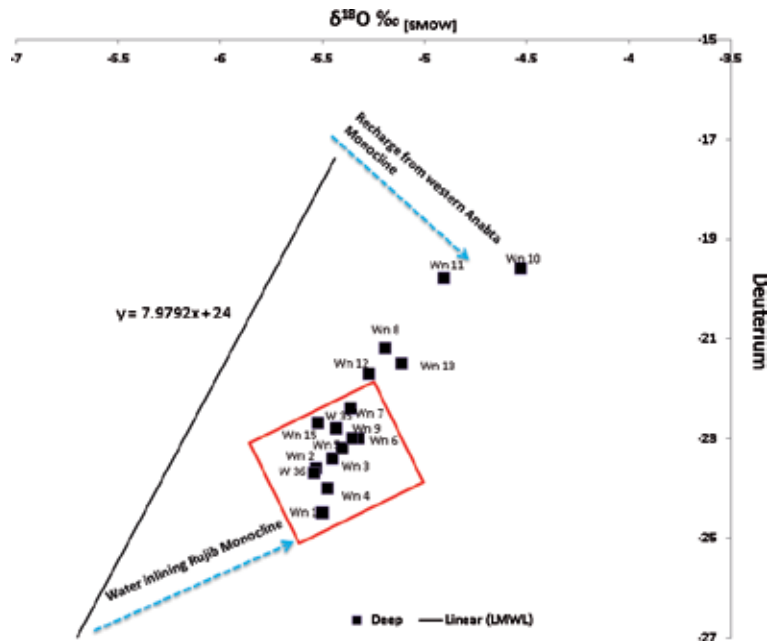 δ¹⁸O ‰ [SMOW]
-7 -6.5 -6 -5.5 -5 -4.5 -4 -3.5
-15
-17
-19
-21
-23
-25
-27
Deuterium
Recharge from western Anabta
Monocline
Wn 11
Wn 10
y = 7.9792x + 24
Wn 8
Wn 12
Wn 13
Wn 7
Wn 15
Wn 9
Wn 6
Wn 2
Wn 3
W 36
Wn 4
Wn
Water inlining Rujib Monocline
Deep
Linear (LMWL)